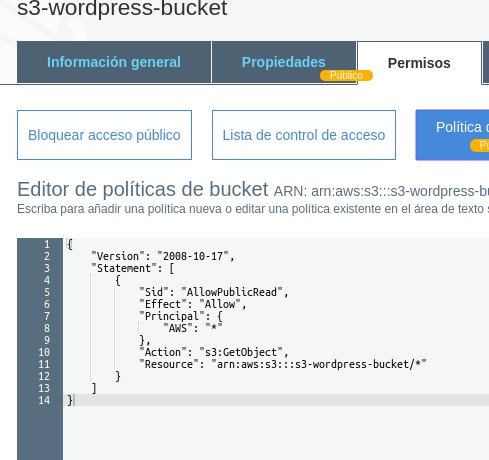 s3-wordpress-bucket
Información general
Propiedades
Permisos
Público
Bloquear acceso público
Lista de control de acceso
Política
Editor de políticas de bucket ARN: arn:aws:s3:::s3-wordpress-bu
Escriba para añadir una política nueva o editar una política existente en el área de texto
1 {
2 "Version": "2008-10-17",
3 "Statement": [
4 {
5 "Sid": "AllowPublicRead",
6 "Effect": "Allow",
7 "Principal": {
8 "AWS": "*"
9 },
10 "Action": "s3:GetObject",
11 "Resource": "arn:aws:s3:::s3-wordpress-bucket/*"
12 }
13 ]
14 }